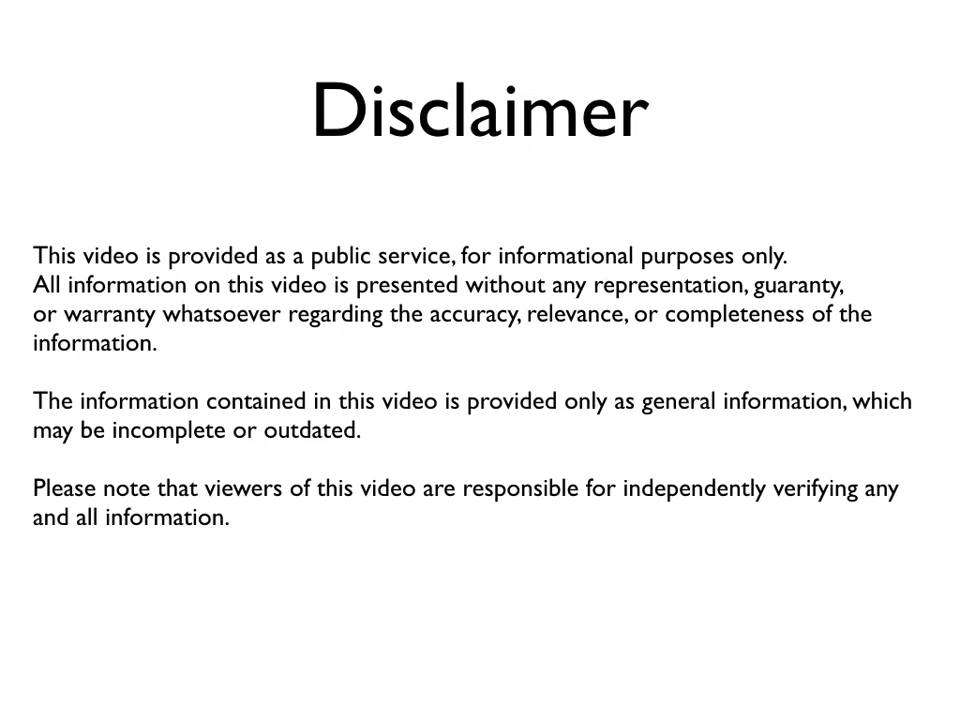 Disclaimer
This video is provided as a public service, for informational purposes only.
All information on this video is presented without any representation, guaranty,
or warranty whatsoever regarding the accuracy, relevance, or completeness of the
information.
The information contained in this video is provided only as general information, which
may be incomplete or outdated.
Please note that viewers of this video are responsible for independently verifying any
and all information.